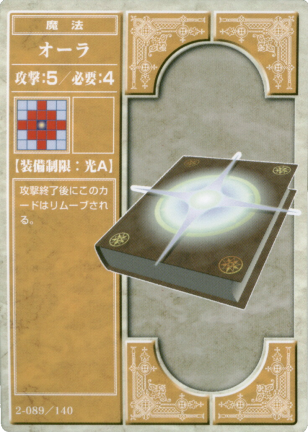 魔法
オーラ
攻撃:5/必要:4
【装備制限：光A】
攻撃終了後にこのカ
ードはリムーブされ
る。
2-089/140